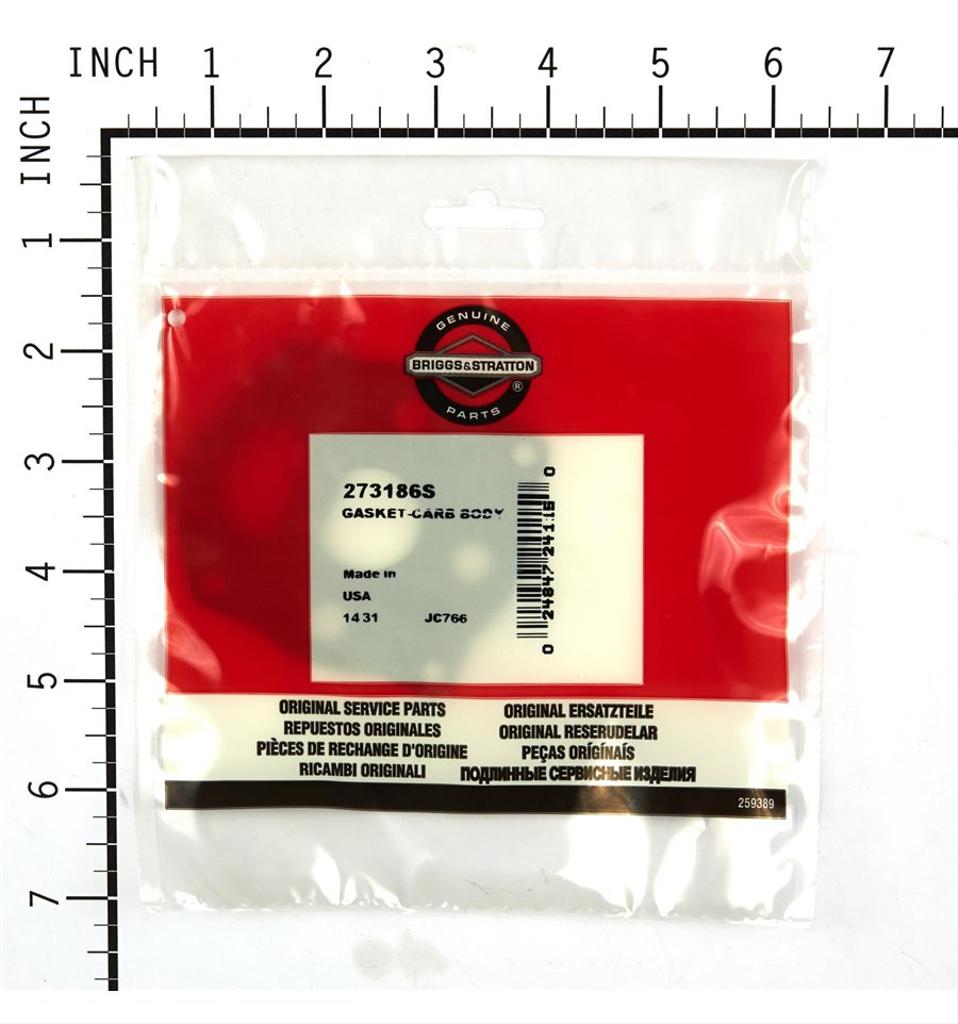 INCH 1 2 3 4 5 6 7
INCH
1
2
3
4
5
6
7
GENUINE
BRIGGS&STRATTON
®
PARTS
273186S
GASKET-CARB BODY
Made in
USA
14 31 JC766
0 24847 24115 0
ORIGINAL SERVICE PARTS
REPUESTOS ORIGINALES
PIÈCES DE RECHANGE D'ORIGINE
RICAMBI ORIGINALI
ORIGINAL ERSATZTEILE
ORIGINAL RESERUDELAR
PEÇAS ORÍGÍNAÍS
ПОДЛИННЫЕ СЕРВИСНЫЕ ИЗДЕЛИЯ
259389